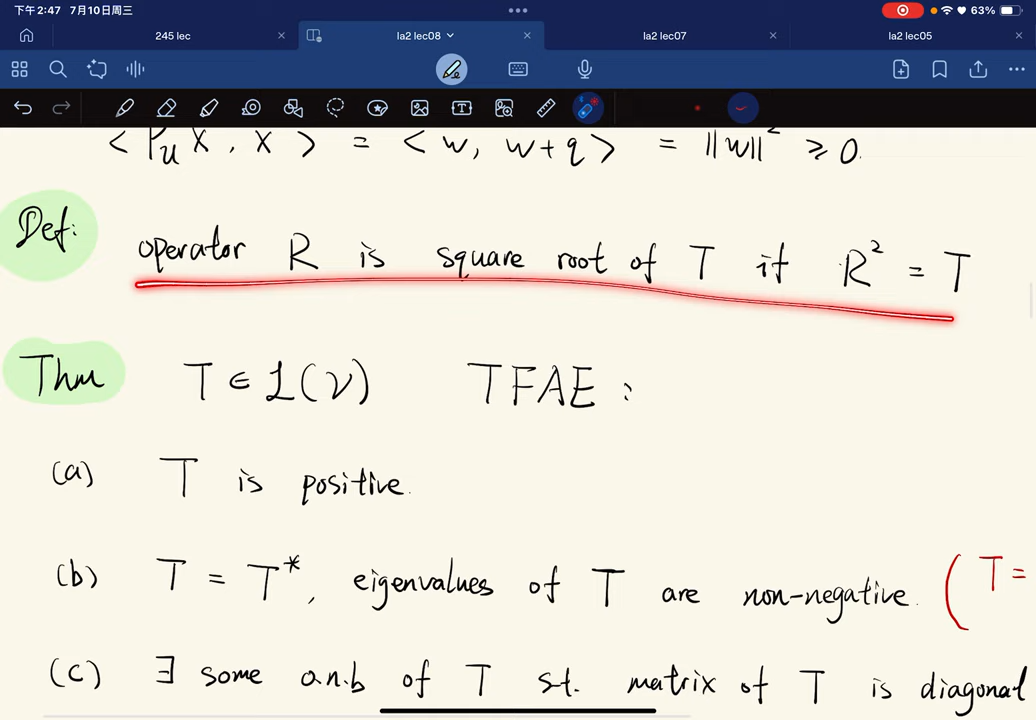 下午2:47 7月10日周三 63%
245 lec la2 lec08 la2 lec07 la2 lec05
< P_U X , X > = < w, w+q > = ||w||² ≥ 0.
Def: operator R is square root of T if R² = T
Thm T ∈ L(V) TFAE :
(a) T is positive.
(b) T = T*, eigenvalues of T are non-negative. ( T =
(c) ∃ some o.n.b of T st. matrix of T is diagonal